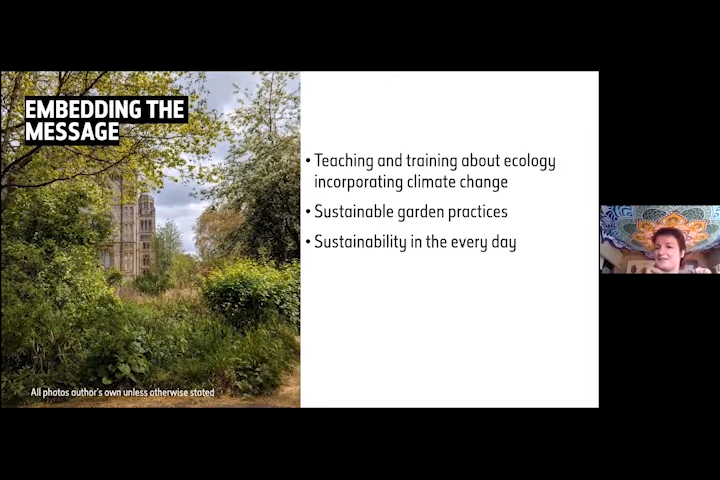 EMBEDDING THE
MESSAGE
• Teaching and training about ecology
incorporating climate change
• Sustainable garden practices
• Sustainability in the every day
All photos author's own unless otherwise stated